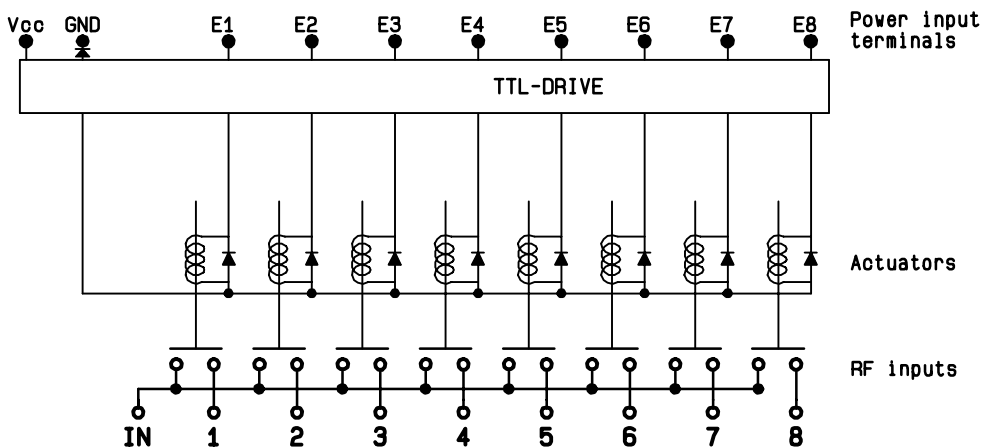 Vcc GND E1 E2 E3 E4 E5 E6 E7 E8 Power input
terminals
TTL-DRIVE
Actuators
RF inputs
IN 1 2 3 4 5 6 7 8